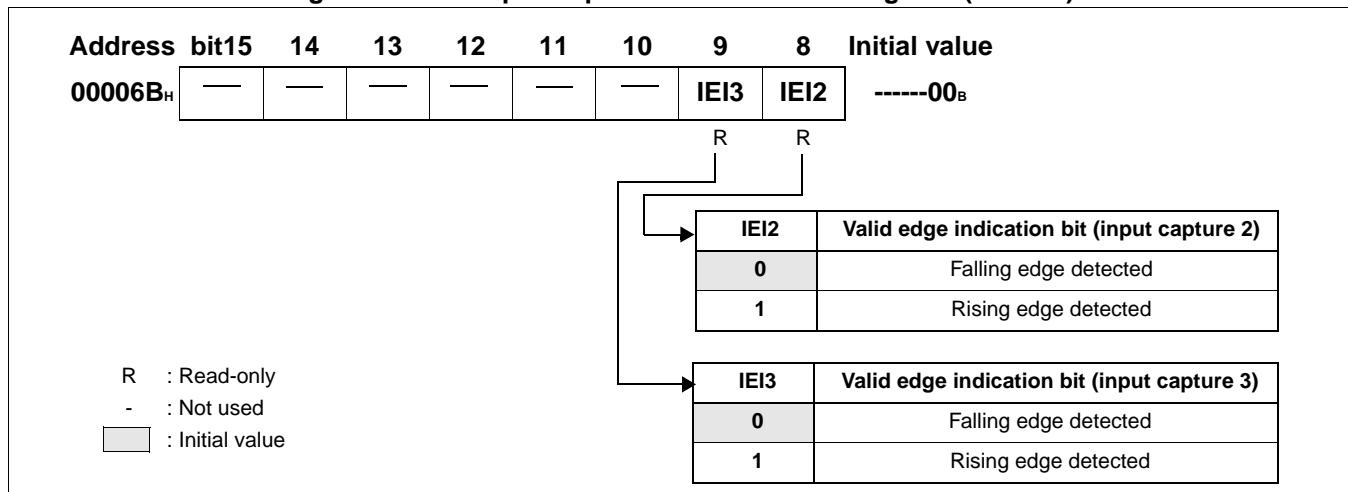 Address bit15 14 13 12 11 10 9 8 Initial value
00006BH — — — — — — IEI3 IEI2 ------00B
R R
IEI2 Valid edge indication bit (input capture 2)
0 Falling edge detected
1 Rising edge detected
IEI3 Valid edge indication bit (input capture 3)
0 Falling edge detected
1 Rising edge detected
R : Read-only
- : Not used
: Initial value